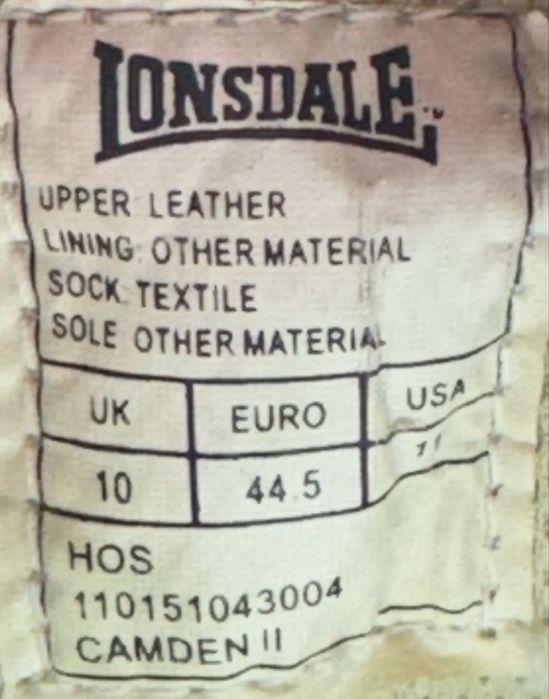 LONSDALE
UPPER LEATHER
LINING: OTHER MATERIAL
SOCK: TEXTILE
SOLE OTHER MATERIAL
UK EURO USA
10 44.5 11
HOS
110151043004
CAMDEN II